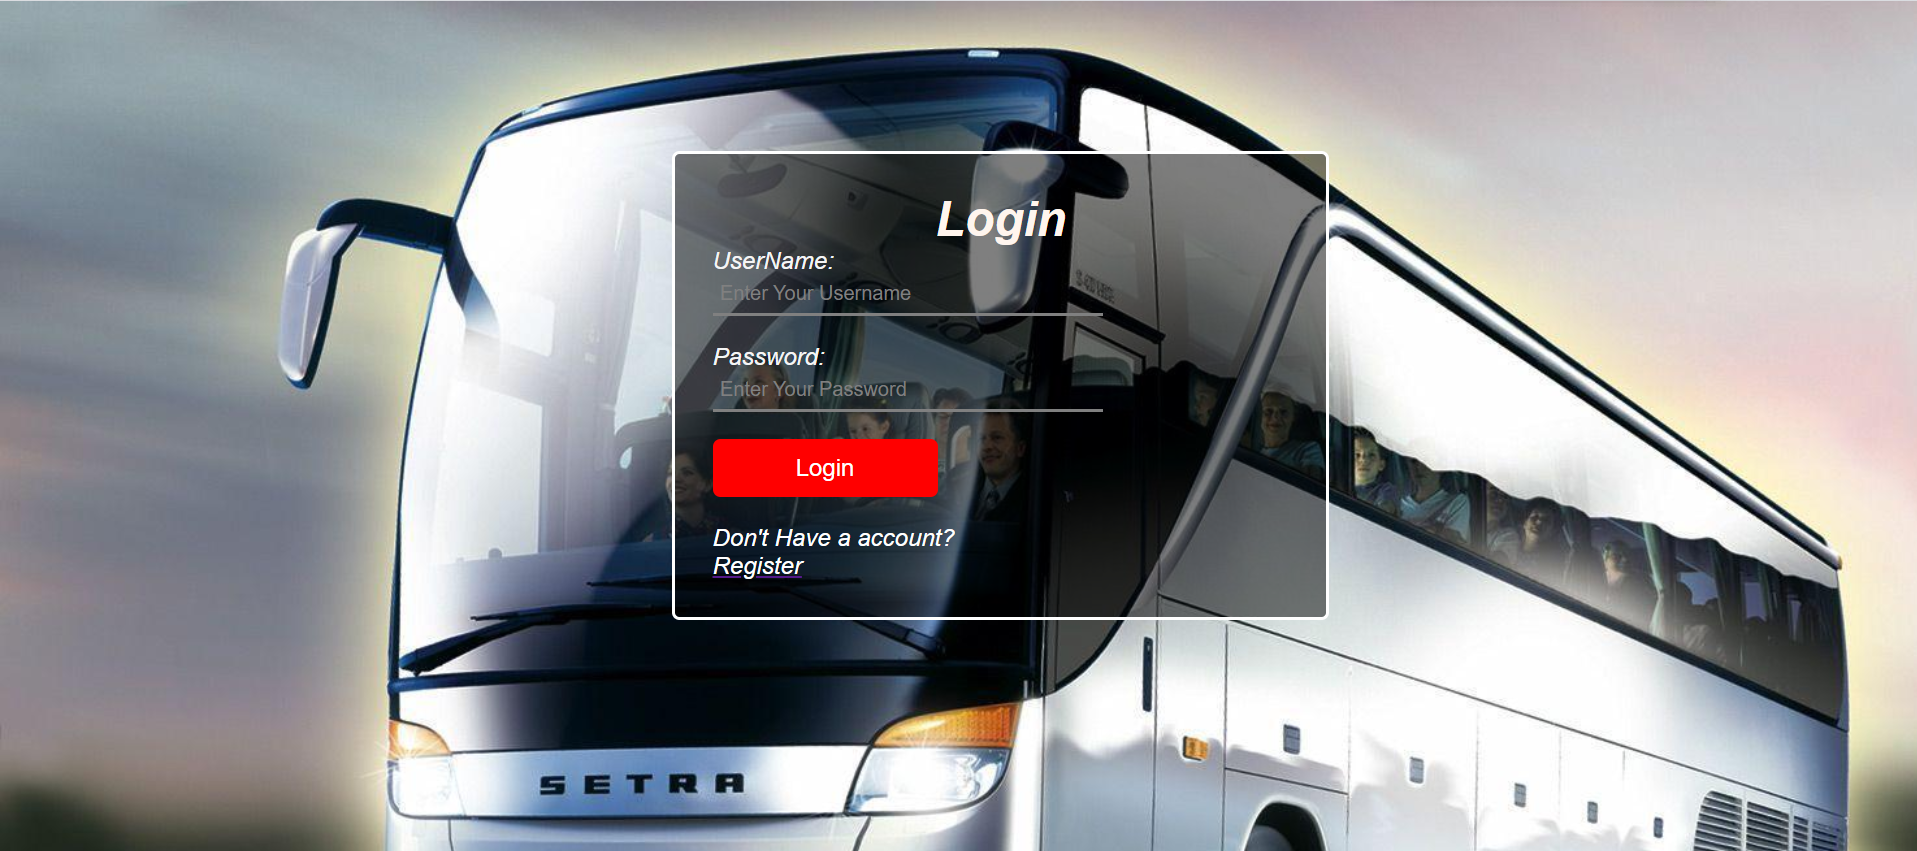 Login
UserName:
Enter Your Username
Password:
Enter Your Password
Login
Don't Have a account?
Register
SETRA